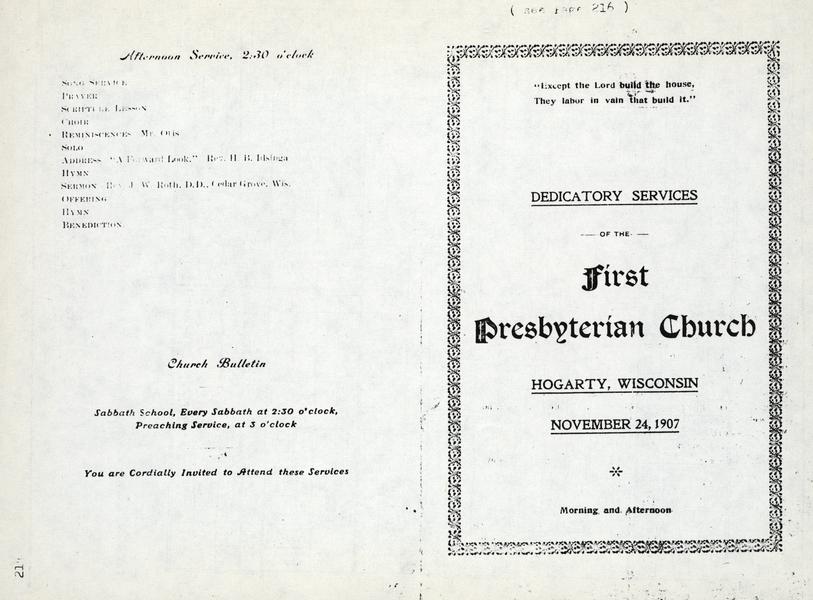 ( see page 216 )
Afternoon Service, 2:30 o'clock
SONG SERVICE
PRAYER
SCRIPTURE LESSON
CHOIR
REMINISCENCES Mr. Otis
SOLO
ADDRESS "A Forward Look," Rev. H. B.
HYMN
SERMON Rev. J. W. Roth, D.D., Cedar Grove, Wis.
OFFERING
HYMN
BENEDICTION
Church Bulletin
Sabbath School, Every Sabbath at 2:30 o'clock,
Preaching Service, at 3 o'clock
You are Cordially Invited to Attend these Services
"Except the Lord build the house,
They labor in vain that build it."
DEDICATORY SERVICES
OF THE
First
Presbyterian Church
HOGARTY, WISCONSIN
NOVEMBER 24, 1907
Morning and Afternoon